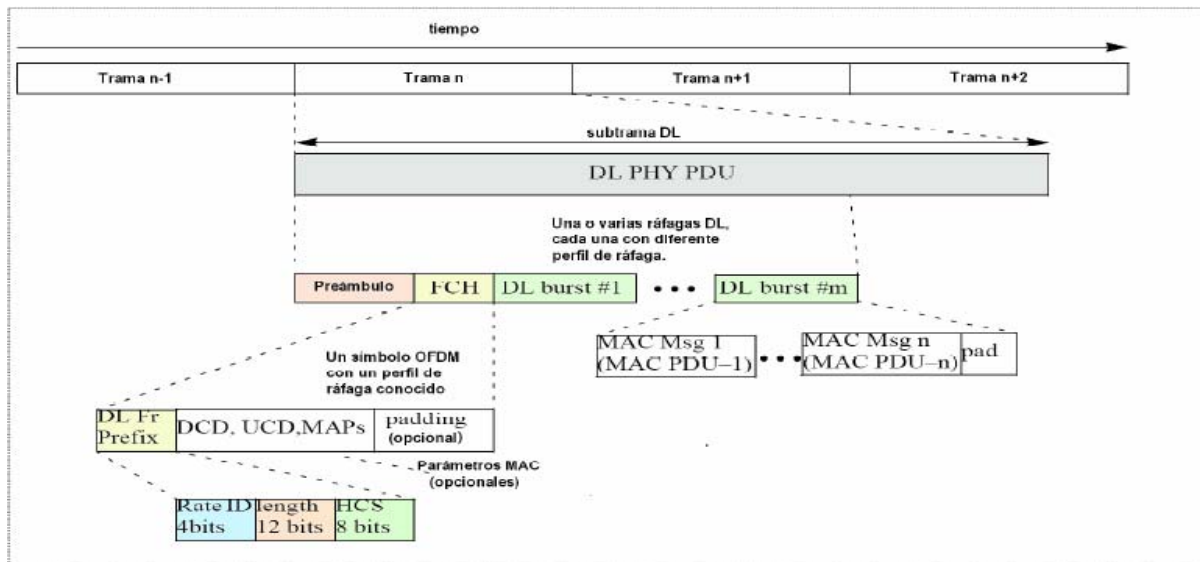 tiempo
Trama n-1 Trama n Trama n+1 Trama n+2
subtrama DL
DL PHY PDU
Una o varias ráfagas DL,
cada una con diferente
perfil de ráfaga.
Preámbulo FCH DL burst #1 ••• DL burst #m
MAC Msg 1
(MAC PDU–1)
•••
MAC Msg n
(MAC PDU–n)
pad
Un símbolo OFDM
con un perfil de
ráfaga conocido
DL Fr
Prefix
DCD, UCD,MAPs
padding
(opcional)
Parámetros MAC
(opcionales)
Rate ID
4bits
length
12 bits
HCS
8 bits